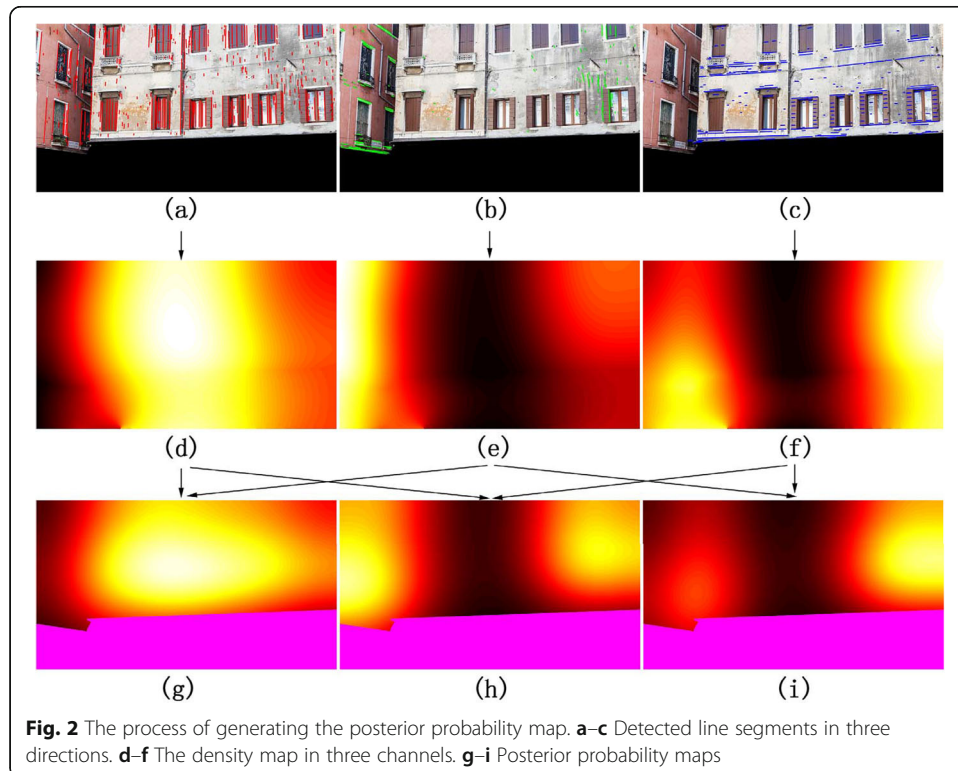 (a)
(b)
(c)
(d)
(e)
(f)
(g)
(h)
(i)
Fig. 2 The process of generating the posterior probability map. a–c Detected line segments in three
directions. d–f The density map in three channels. g–i Posterior probability maps